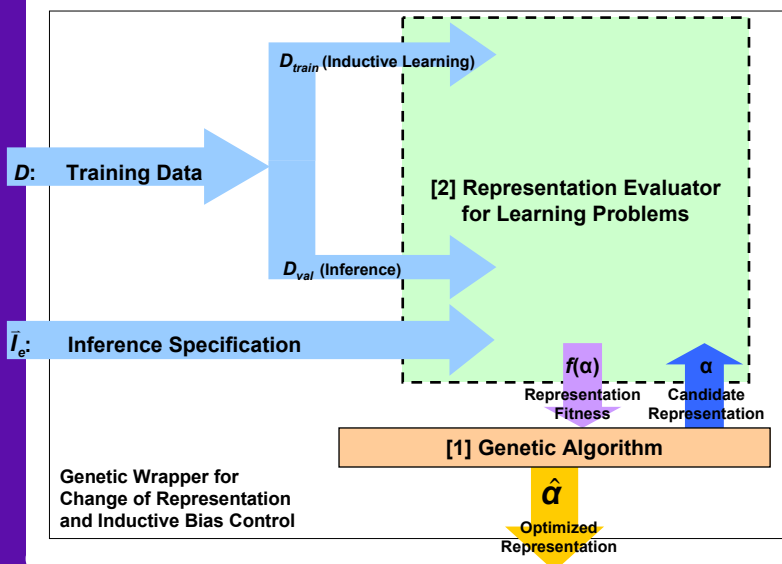 D_train (Inductive Learning)
D: Training Data
[2] Representation Evaluator
for Learning Problems
D_val (Inference)
I⃗_e: Inference Specification
f(α)
Representation
Fitness
α
Candidate
Representation
[1] Genetic Algorithm
Genetic Wrapper for
Change of Representation
and Inductive Bias Control
α̂
Optimized
Representation